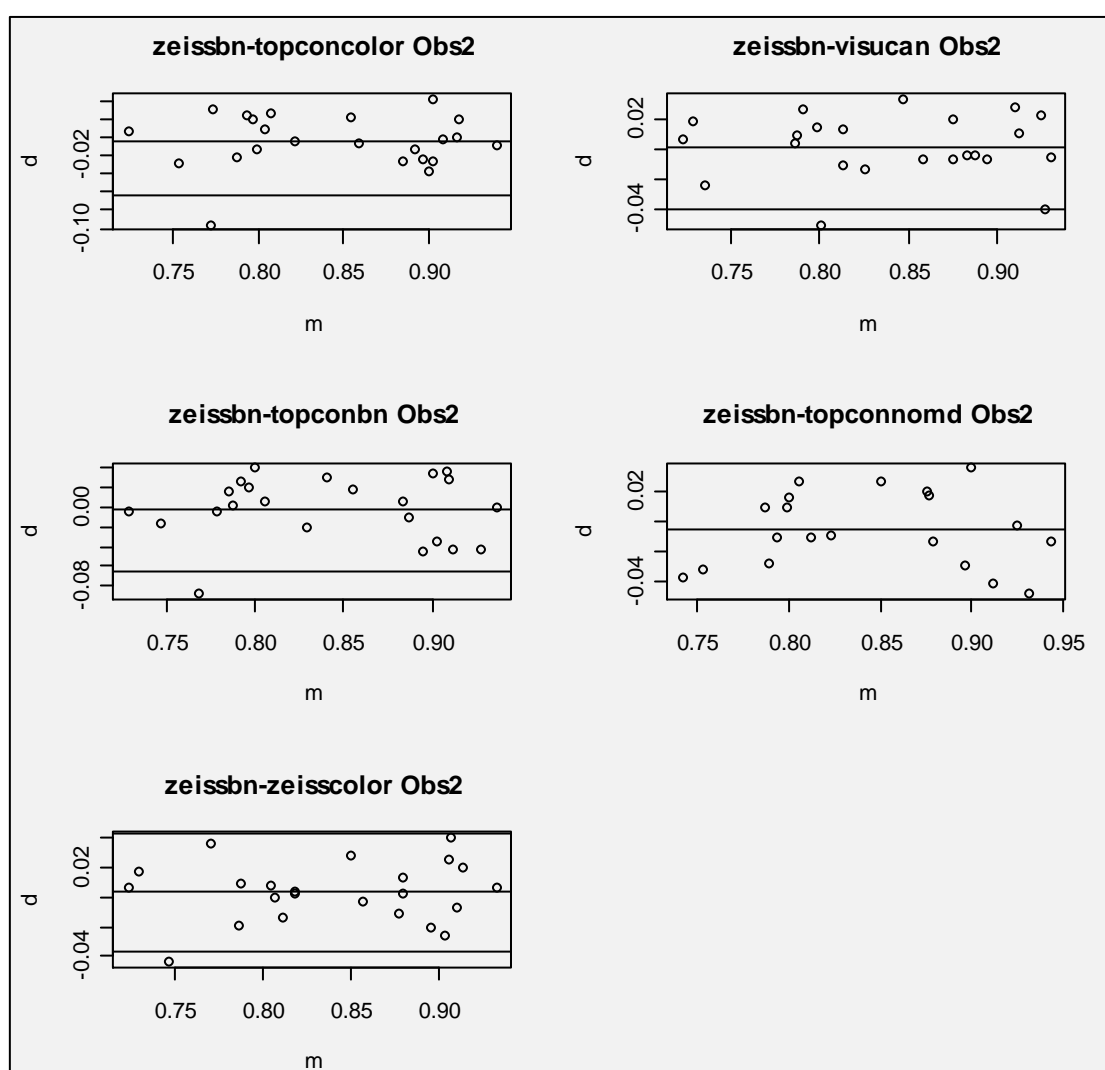 zeissbn-topconcolor Obs2
d
-0.10
-0.02
0.75 0.80 0.85 0.90
m
zeissbn-visucan Obs2
d
-0.04
0.02
0.75 0.80 0.85 0.90
m
zeissbn-topconbn Obs2
d
-0.08
0.00
0.75 0.80 0.85 0.90
m
zeissbn-topconnomd Obs2
d
-0.04
0.02
0.75 0.80 0.85 0.90 0.95
m
zeissbn-zeisscolor Obs2
d
-0.04
0.02
0.75 0.80 0.85 0.90
m